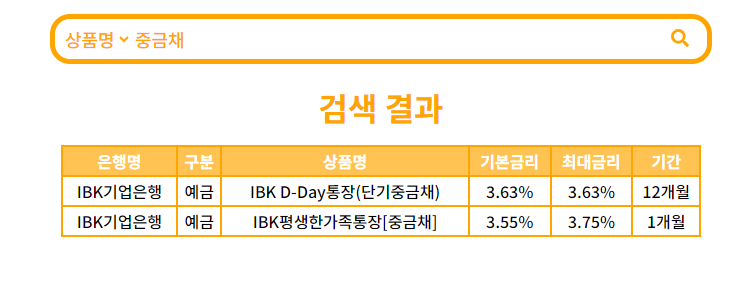 상품명 중금채
검색 결과
은행명 구분 상품명 기본금리 최대금리 기간
IBK기업은행 예금 IBK D-Day통장(단기중금채) 3.63% 3.63% 12개월
IBK기업은행 예금 IBK평생한가족통장[중금채] 3.55% 3.75% 1개월